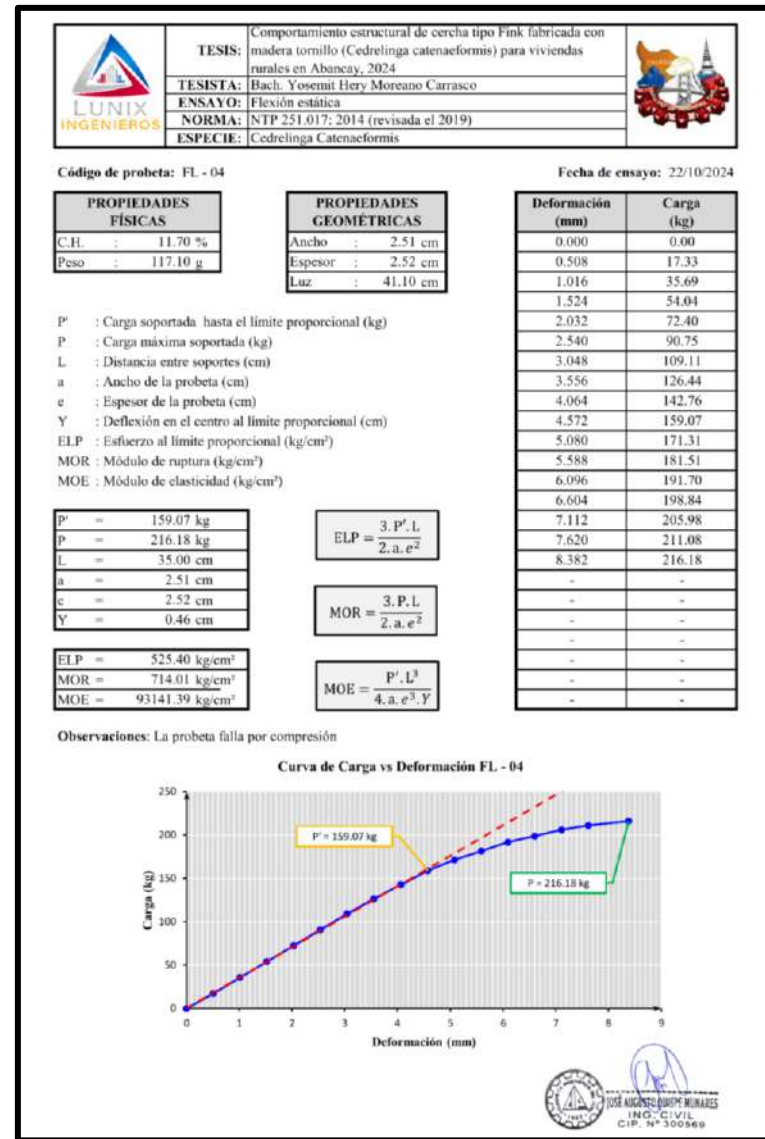 LUNIX
INGENIEROS
TESIS: Comportamiento estructural de cercha tipo Fink fabricada con
madera tornillo (Cedrelinga catenaeformis) para viviendas
rurales en Abancay, 2024
TESISTA: Bach. Yosemit Hery Moreano Carrasco
ENSAYO: Flexión estática
NORMA: NTP 251.017: 2014 (revisada el 2019)
ESPECIE: Cedrelinga Catenaeformis
Código de probeta: FL - 04
Fecha de ensayo: 22/10/2024
PROPIEDADES
FÍSICAS
C.H. : 11.70 %
Peso : 117.10 g
PROPIEDADES
GEOMÉTRICAS
Ancho : 2.51 cm
Espesor : 2.52 cm
Luz : 41.10 cm
Deformación Carga
(mm) (kg)
0.000 0.00
0.508 17.33
1.016 35.69
1.524 54.04
2.032 72.40
2.540 90.75
3.048 109.11
3.556 126.44
4.064 142.76
4.572 159.07
5.080 171.31
5.588 181.51
6.096 191.70
6.604 198.84
7.112 205.98
7.620 211.08
8.382 216.18
- -
- -
- -
- -
- -
- -
- -
- -
P' : Carga soportada hasta el límite proporcional (kg)
P : Carga máxima soportada (kg)
L : Distancia entre soportes (cm)
a : Ancho de la probeta (cm)
e : Espesor de la probeta (cm)
Y : Deflexión en el centro al límite proporcional (cm)
ELP : Esfuerzo al límite proporcional (kg/cm²)
MOR : Módulo de ruptura (kg/cm²)
MOE : Módulo de elasticidad (kg/cm²)
P' = 159.07 kg
P = 216.18 kg
L = 35.00 cm
a = 2.51 cm
e = 2.52 cm
Y = 0.46 cm
ELP = 525.40 kg/cm²
MOR = 714.01 kg/cm²
MOE = 93141.39 kg/cm²
ELP = 3. P'. L / 2. a. e²
MOR = 3. P. L / 2. a. e²
MOE = P'. L³ / 4. a. e³. Y
Observaciones: La probeta falla por compresión
Curva de Carga vs Deformación FL - 04
Carga (kg)
250
200
150
100
50
0
P' = 159.07 kg
P = 216.18 kg
0 1 2 3 4 5 6 7 8 9
Deformación (mm)
JOSÉ AUGUSTO QUISPE MUNARES
ING. CIVIL
CIP. N° 300569